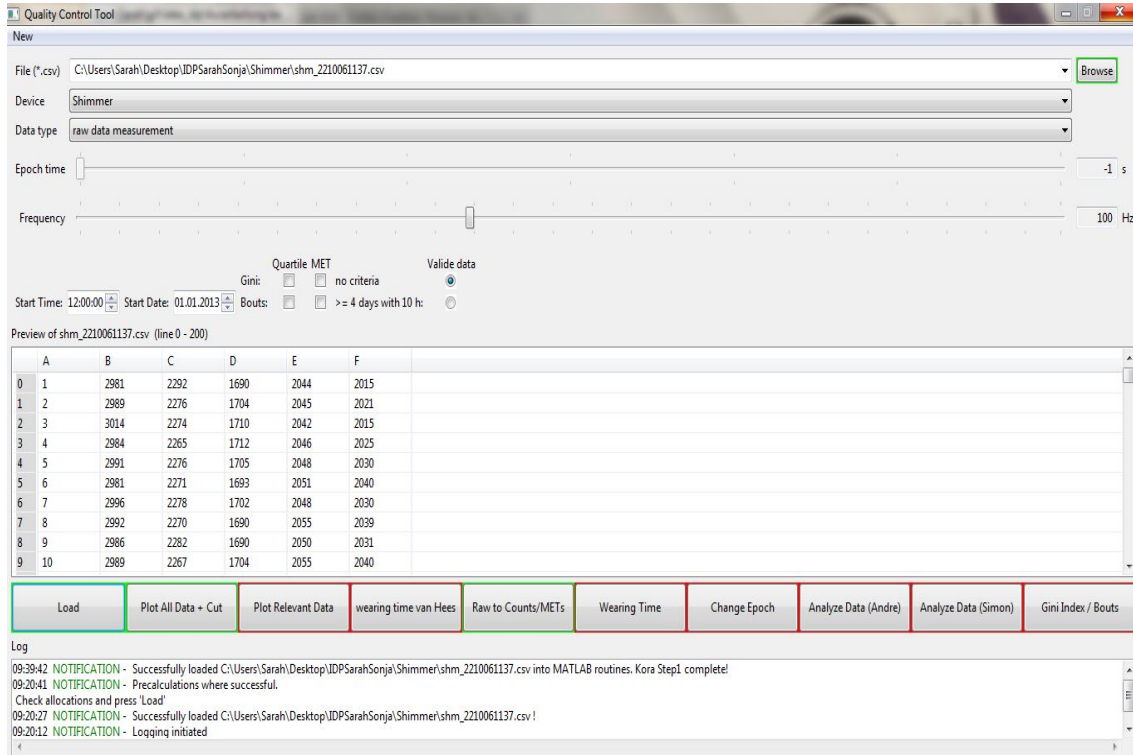 Quality Control Tool
New
File (*.csv) C:\Users\Sarah\Desktop\IDPSarahSonja\Shimmer\shm_2210061137.csv Browse
Device Shimmer
Data type raw data measurement
Epoch time -1 s
Frequency 100 Hz
Quartile MET Valide data
Gini: no criteria
Start Time: 12:00:00 Start Date: 01.01.2013 Bouts: >= 4 days with 10 h:
Preview of shm_2210061137.csv (line 0 - 200)
A B C D E F
0 1 2981 2292 1690 2044 2015
1 2 2989 2276 1704 2045 2021
2 3 3014 2274 1710 2042 2015
3 4 2984 2265 1712 2046 2025
4 5 2991 2276 1705 2048 2030
5 6 2981 2271 1693 2051 2040
6 7 2996 2278 1702 2048 2030
7 8 2992 2270 1690 2055 2039
8 9 2986 2282 1690 2050 2031
9 10 2989 2267 1704 2055 2040
Load Plot All Data + Cut Plot Relevant Data wearing time van Hees Raw to Counts/METs Wearing Time Change Epoch Analyze Data (Andre) Analyze Data (Simon) Gini Index / Bouts
Log
09:39:42 NOTIFICATION - Successfully loaded C:\Users\Sarah\Desktop\IDPSarahSonja\Shimmer\shm_2210061137.csv into MATLAB routines. Kora Step1 complete!
09:20:41 NOTIFICATION - Precalculations where successful.
Check allocations and press 'Load'
09:20:27 NOTIFICATION - Successfully loaded C:\Users\Sarah\Desktop\IDPSarahSonja\Shimmer\shm_2210061137.csv !
09:20:12 NOTIFICATION - Logging initiated